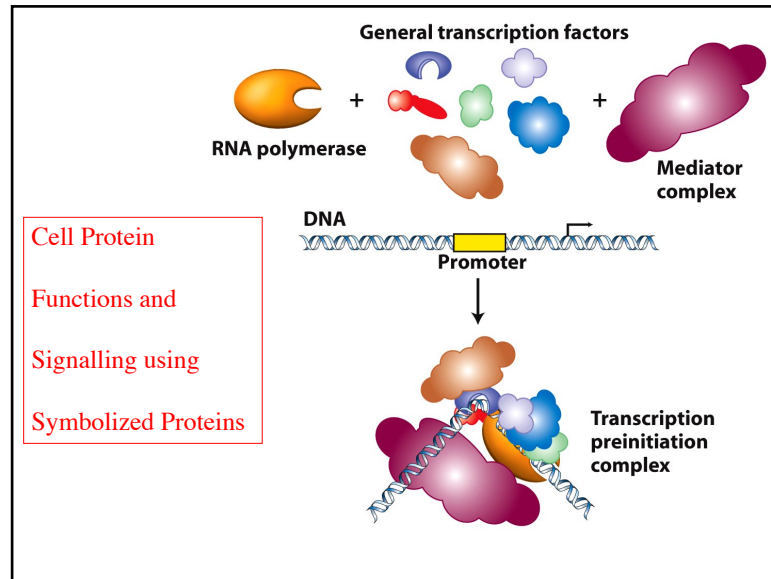 General transcription factors
+
+
RNA polymerase
Mediator
complex
DNA
Promoter
Cell Protein
Functions and
Signalling using
Symbolized Proteins
Transcription
preinitiation
complex